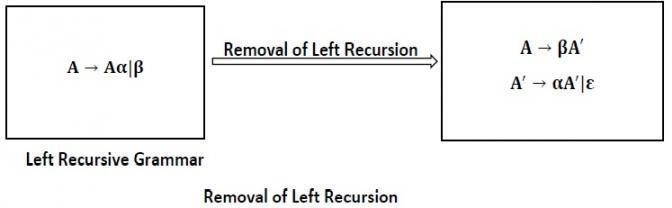 A → Aα|β
Removal of Left Recursion
A → βA′
A′ → αA′|ε
Left Recursive Grammar
Removal of Left Recursion